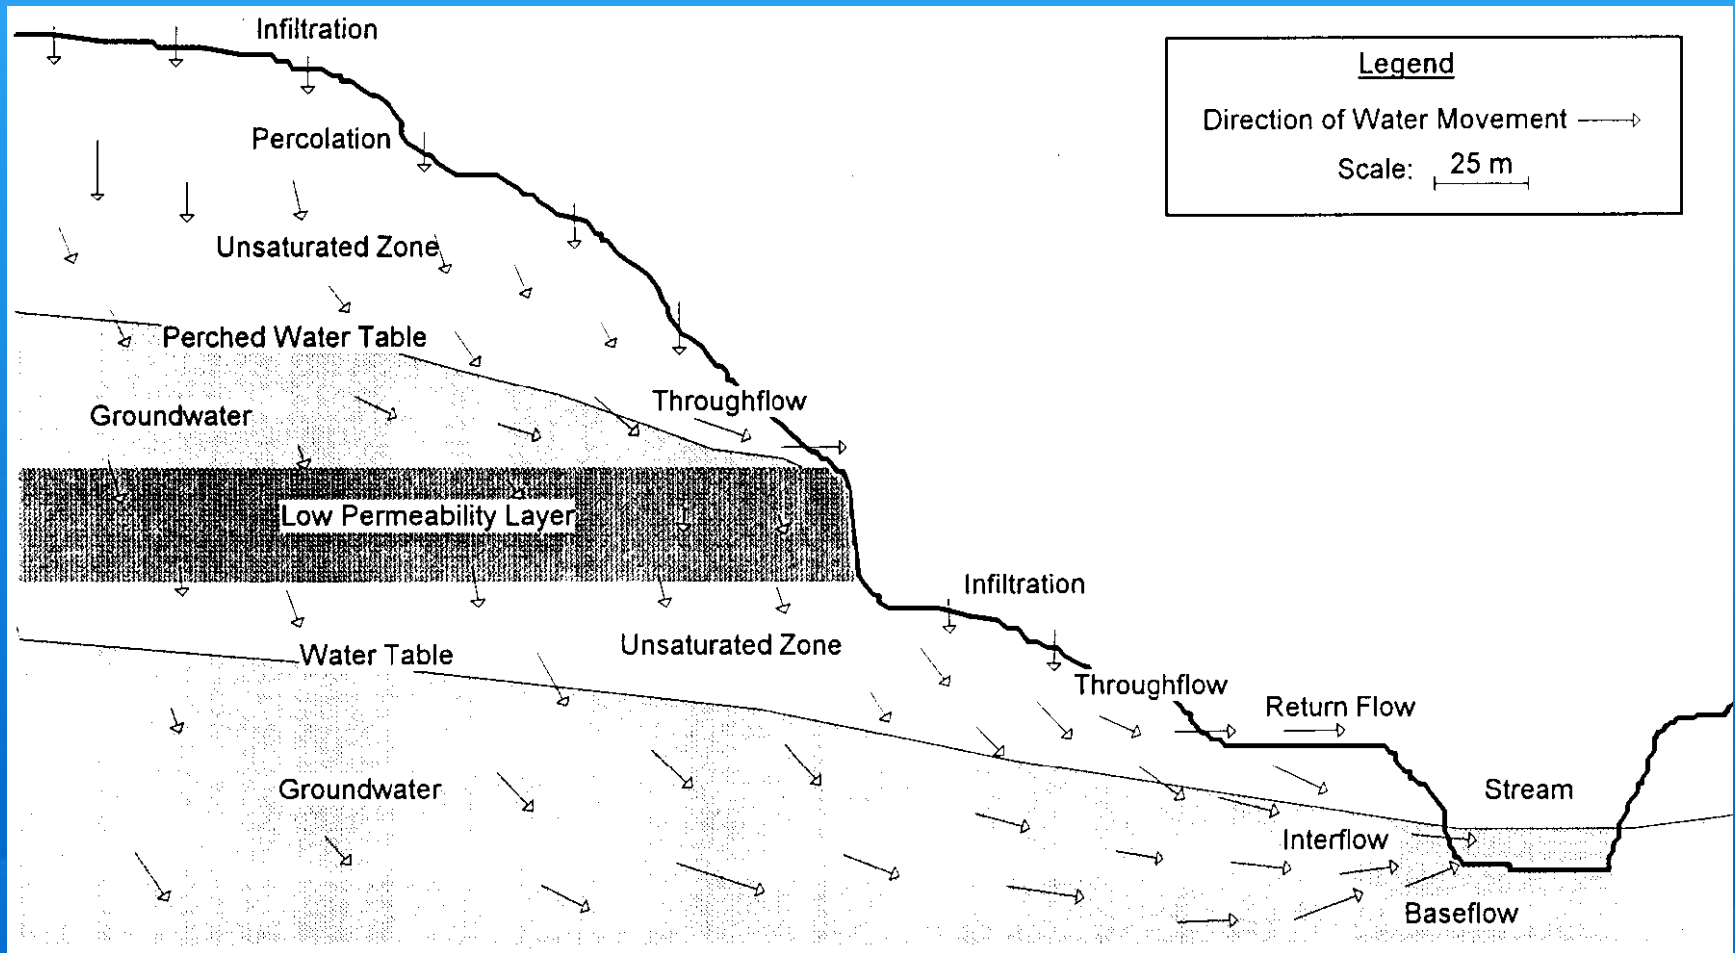 Infiltration
Legend
Direction of Water Movement
Scale: 25 m
Percolation
Unsaturated Zone
Perched Water Table
Throughflow
Groundwater
Low Permeability Layer
Infiltration
Unsaturated Zone
Water Table
Throughflow
Return Flow
Groundwater
Stream
Interflow
Baseflow